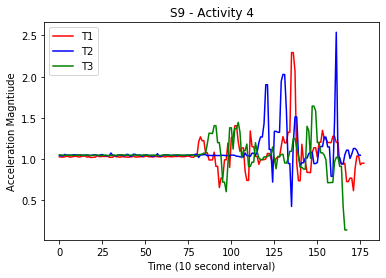 S9 - Activity 4
T1
T2
T3
Acceleration Magntiude
2.5
2.0
1.5
1.0
0.5
0 25 50 75 100 125 150 175
Time (10 second interval)